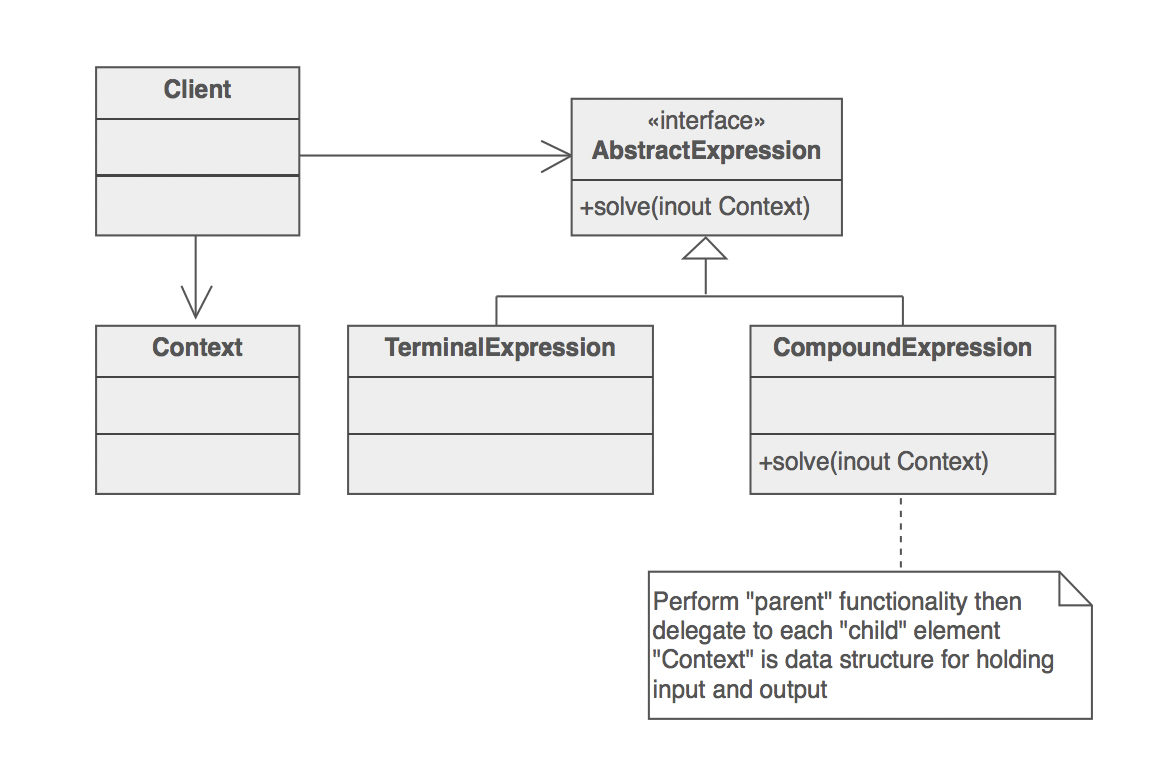 Client
«interface»
AbstractExpression
+solve(inout Context)
Context
TerminalExpression
CompoundExpression
+solve(inout Context)
Perform "parent" functionality then
delegate to each "child" element
"Context" is data structure for holding
input and output